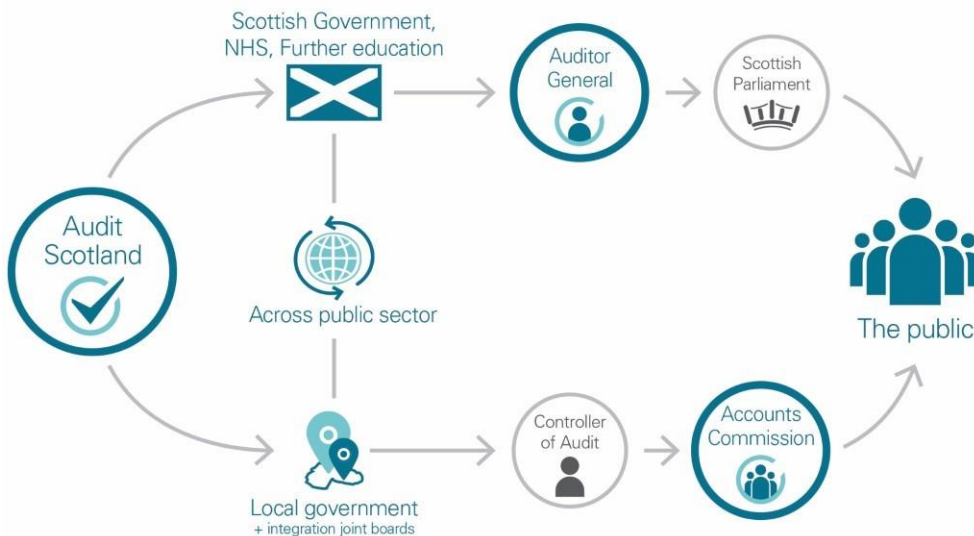 Scottish Government,
NHS, Further education
Auditor
General
Scottish
Parliament
Audit
Scotland
Across public sector
The public
Controller
of Audit
Accounts
Commission
Local government
+ integration joint boards